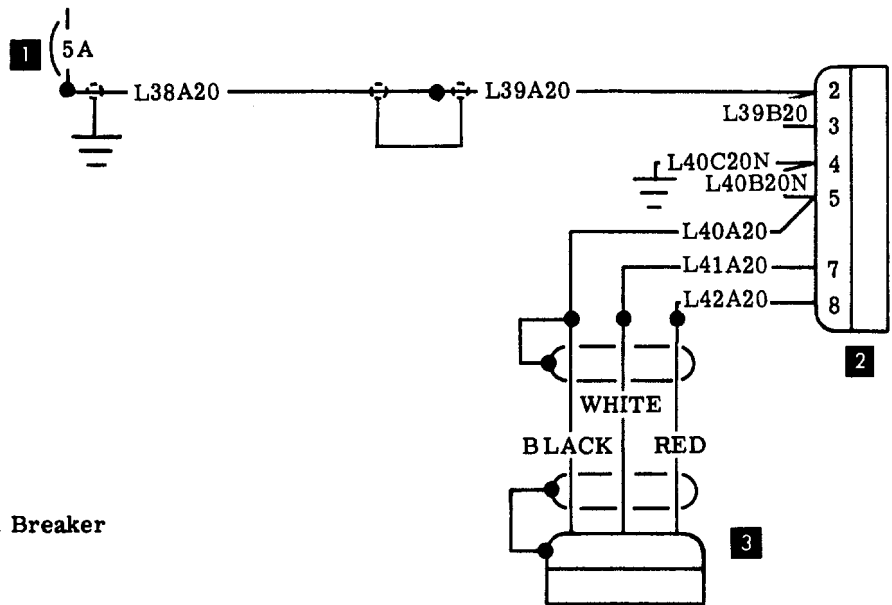 1
5A
L38A20
L39A20
2
L39B20
3
L40C20N
4
L40B20N
5
L40A20
L41A20
7
L42A20
8
2
WHITE
BLACK RED
Breaker
3